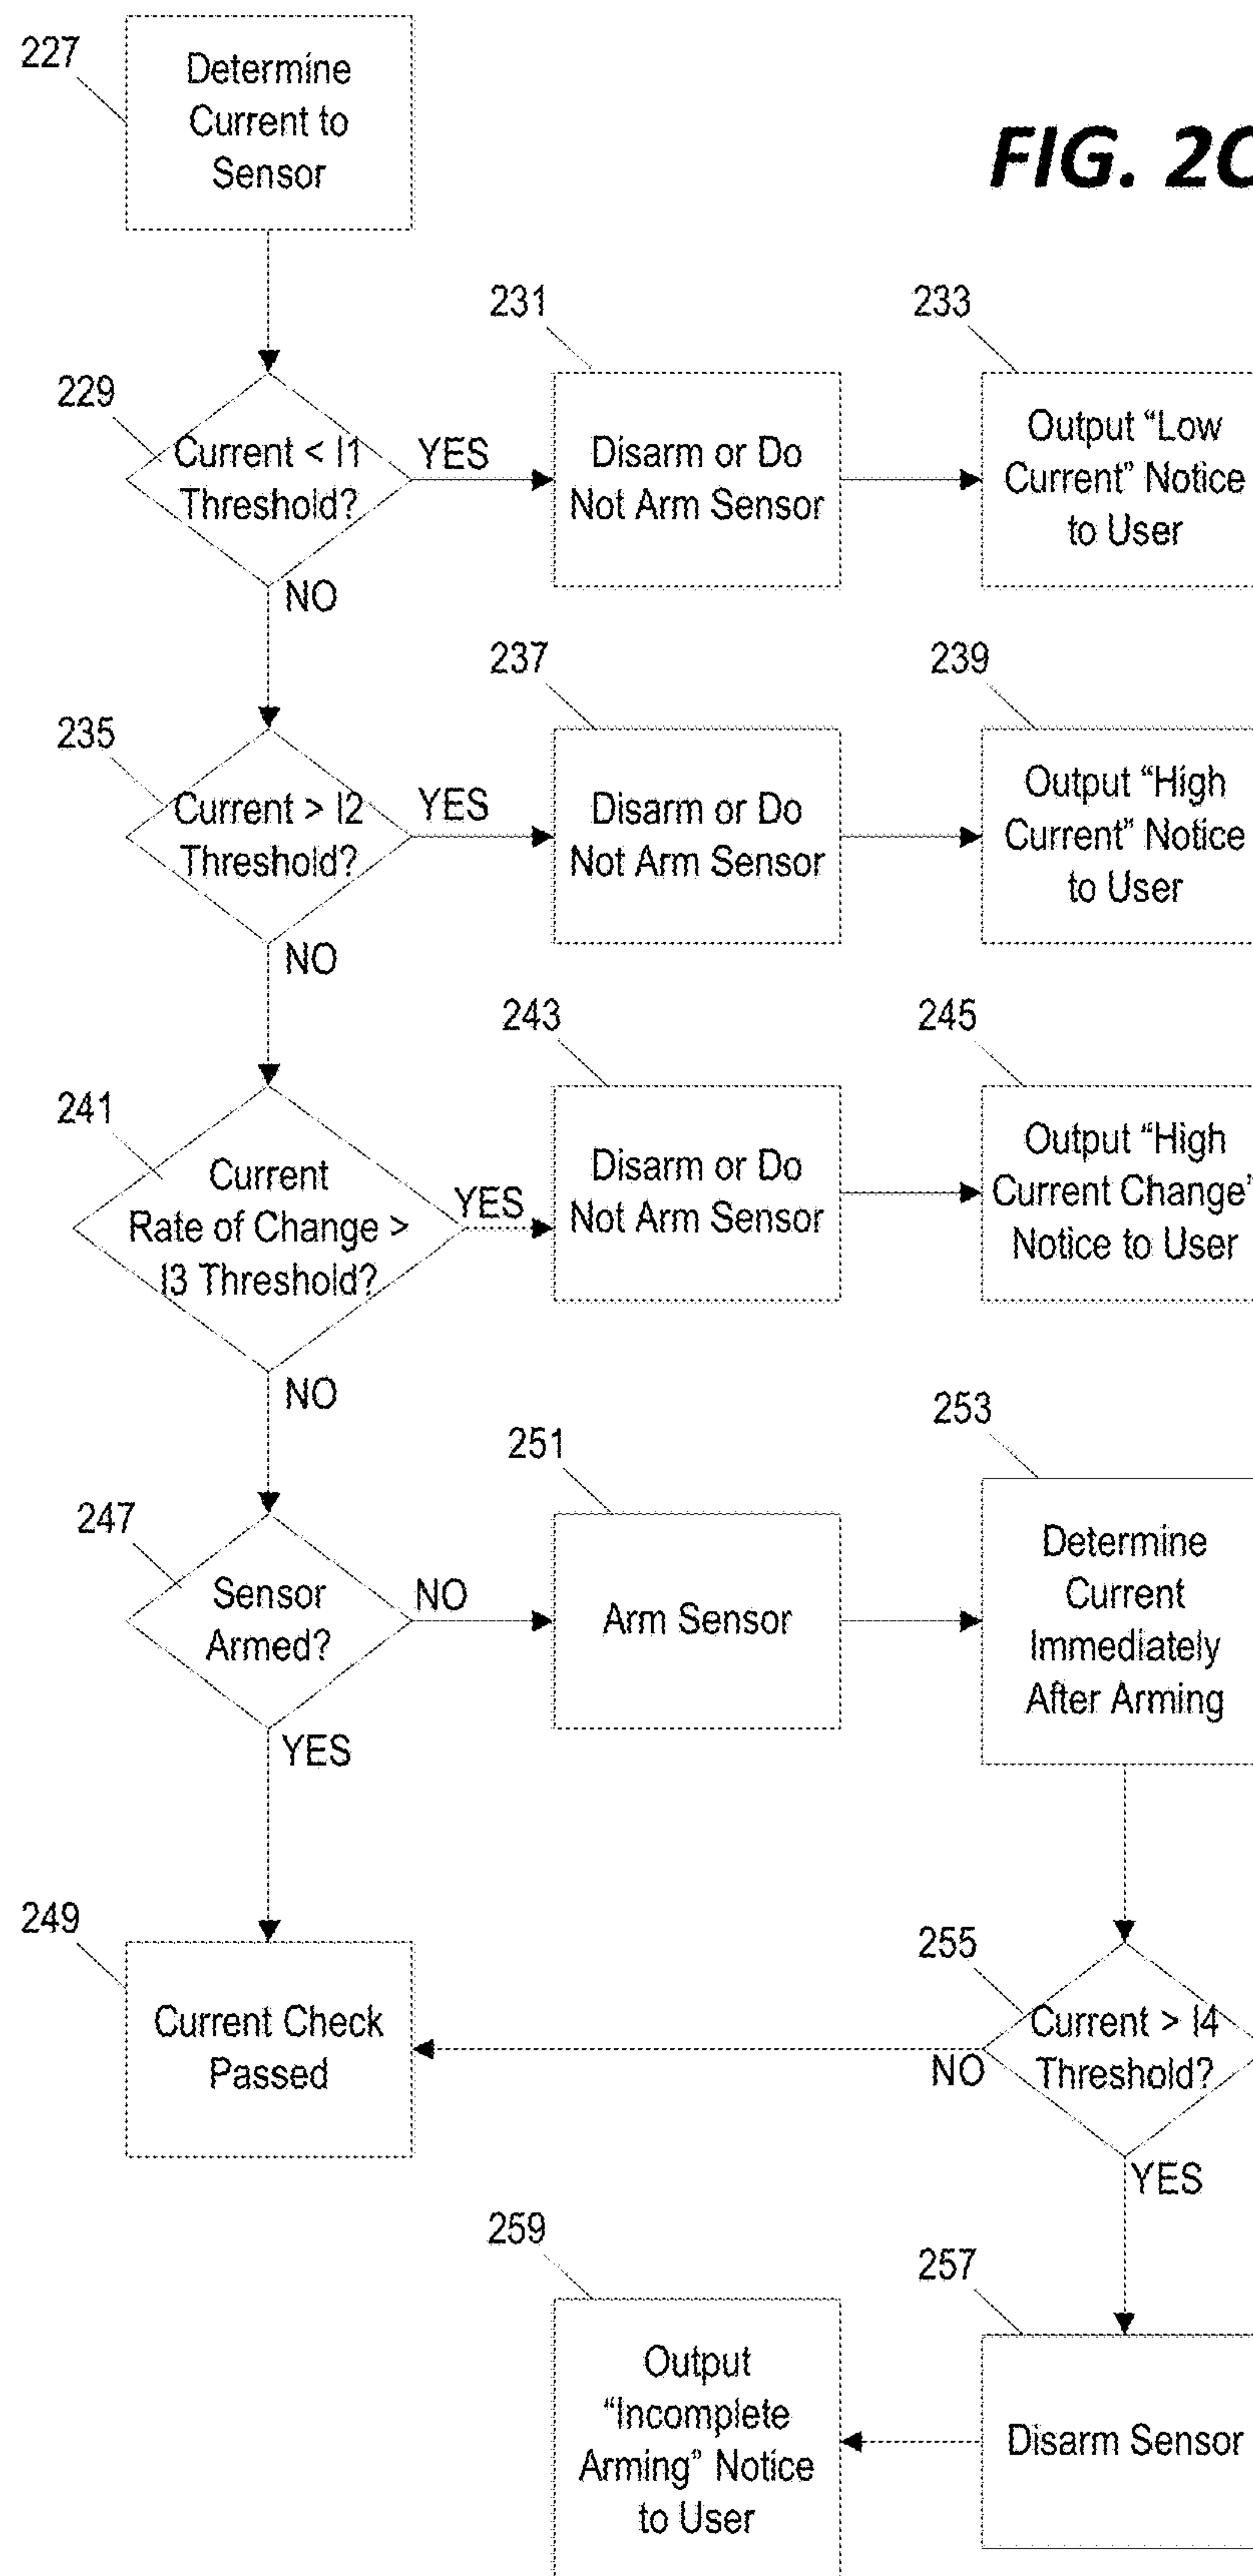 227
Determine
Current to
Sensor
FIG. 2C
229
Current < I1
Threshold?
YES
NO
231
Disarm or Do
Not Arm Sensor
233
Output “Low
Current” Notice
to User
235
Current > I2
Threshold?
YES
NO
237
Disarm or Do
Not Arm Sensor
239
Output “High
Current” Notice
to User
241
Current
Rate of Change >
I3 Threshold?
YES
NO
243
Disarm or Do
Not Arm Sensor
245
Output “High
Current Change”
Notice to User
247
Sensor
Armed?
NO
YES
251
Arm Sensor
253
Determine
Current
Immediately
After Arming
249
Current Check
Passed
255
Current > I4
Threshold?
NO
YES
259
Output
“Incomplete
Arming” Notice
to User
257
Disarm Sensor